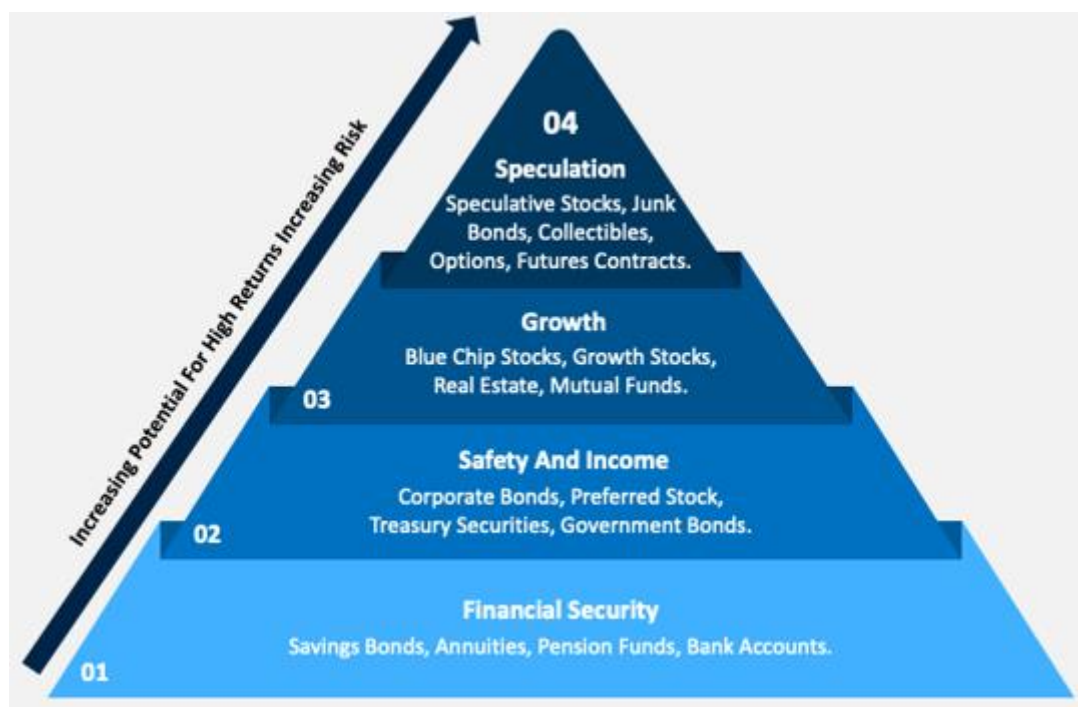 Increasing Potential For High Returns Increasing Risk
04
Speculation
Speculative Stocks, Junk
Bonds, Collectibles,
Options, Futures Contracts.
Growth
Blue Chip Stocks, Growth Stocks,
Real Estate, Mutual Funds.
03
Safety And Income
Corporate Bonds, Preferred Stock,
Treasury Securities, Government Bonds.
02
Financial Security
Savings Bonds, Annuities, Pension Funds, Bank Accounts.
01